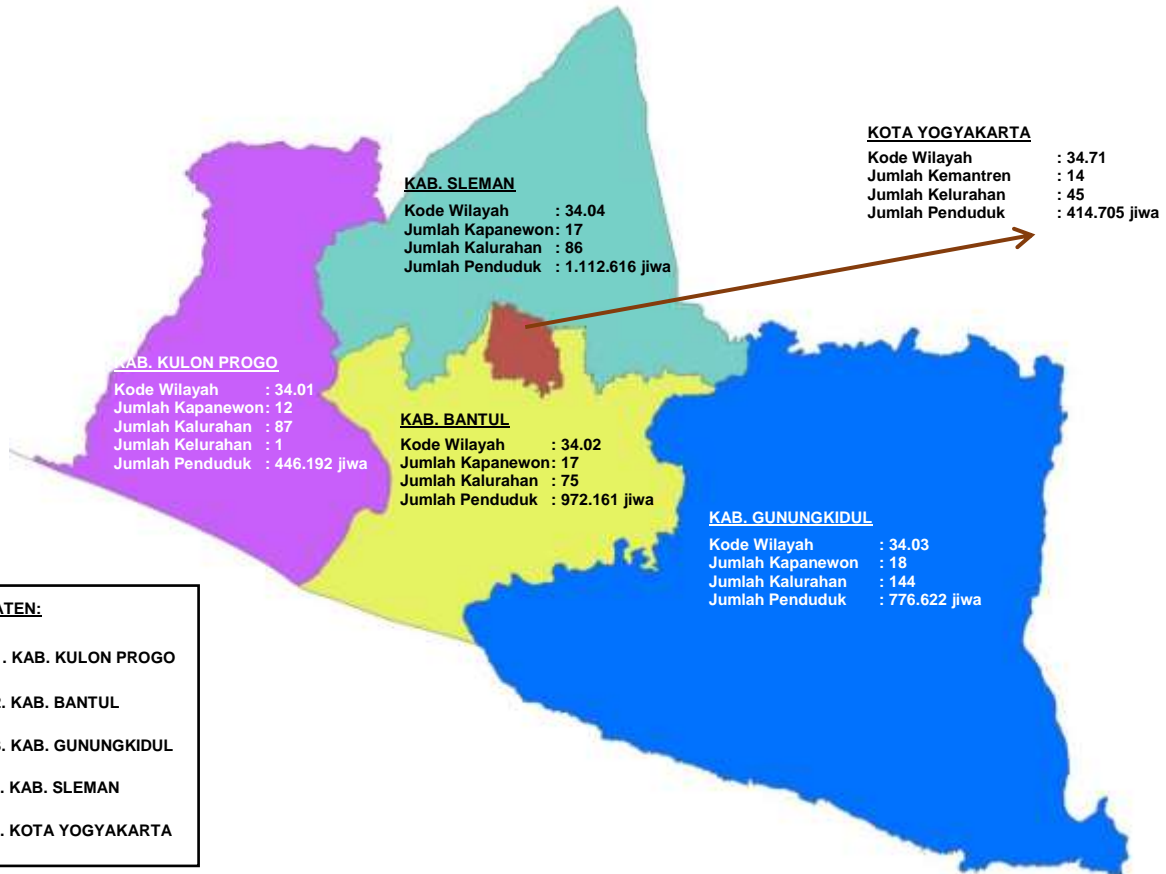 KOTA YOGYAKARTA
Kode Wilayah : 34.71
Jumlah Kemantren : 14
Jumlah Kelurahan : 45
Jumlah Penduduk : 414.705 jiwa
KAB. SLEMAN
Kode Wilayah : 34.04
Jumlah Kapanewon: 17
Jumlah Kalurahan : 86
Jumlah Penduduk : 1.112.616 jiwa
KAB. KULON PROGO
Kode Wilayah : 34.01
Jumlah Kapanewon: 12
Jumlah Kalurahan : 87
Jumlah Kelurahan : 1
Jumlah Penduduk : 446.192 jiwa
KAB. BANTUL
Kode Wilayah : 34.02
Jumlah Kapanewon: 17
Jumlah Kalurahan : 75
Jumlah Penduduk : 972.161 jiwa
KAB. GUNUNGKIDUL
Kode Wilayah : 34.03
Jumlah Kapanewon : 18
Jumlah Kalurahan : 144
Jumlah Penduduk : 776.622 jiwa
ATEN:
. KAB. KULON PROGO
. KAB. BANTUL
. KAB. GUNUNGKIDUL
. KAB. SLEMAN
. KOTA YOGYAKARTA